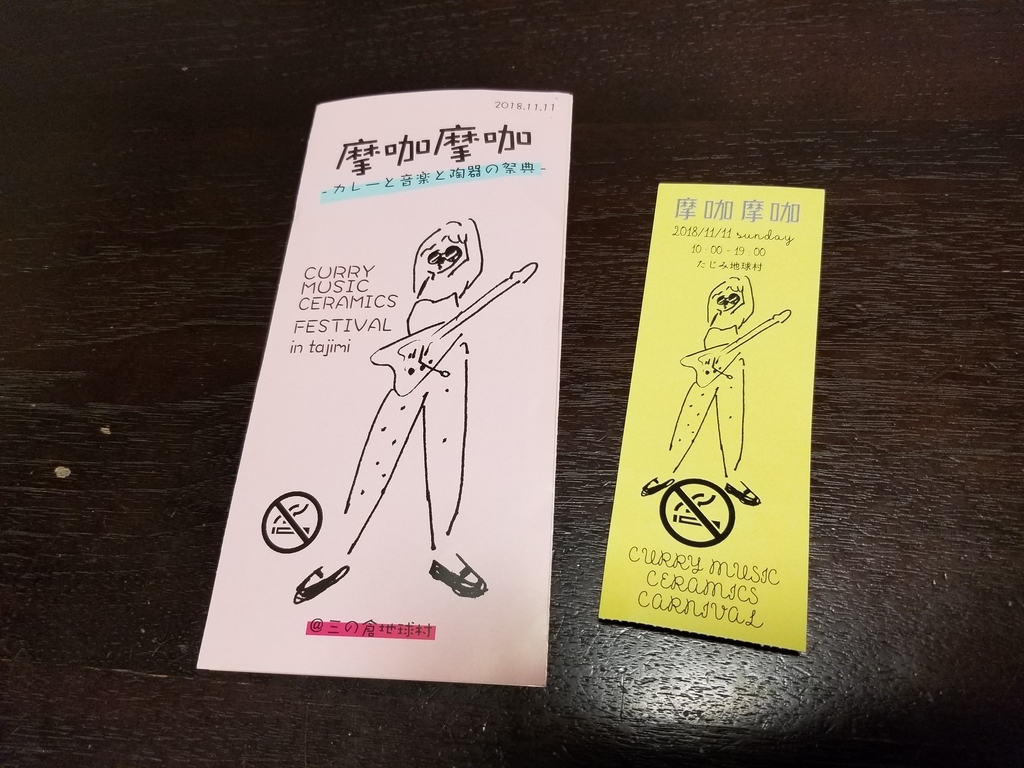 2018.11.11
摩咖摩咖
-カレーと音楽と陶器の祭典-
CURRY
MUSIC
CERAMICS
FESTIVAL
in tajimi
@三の倉地球村
摩咖摩咖
2018/11/11 sunday
10:00-19:00
たじみ地球村
CURRY MUSIC
CERAMICS
CARNIVAL